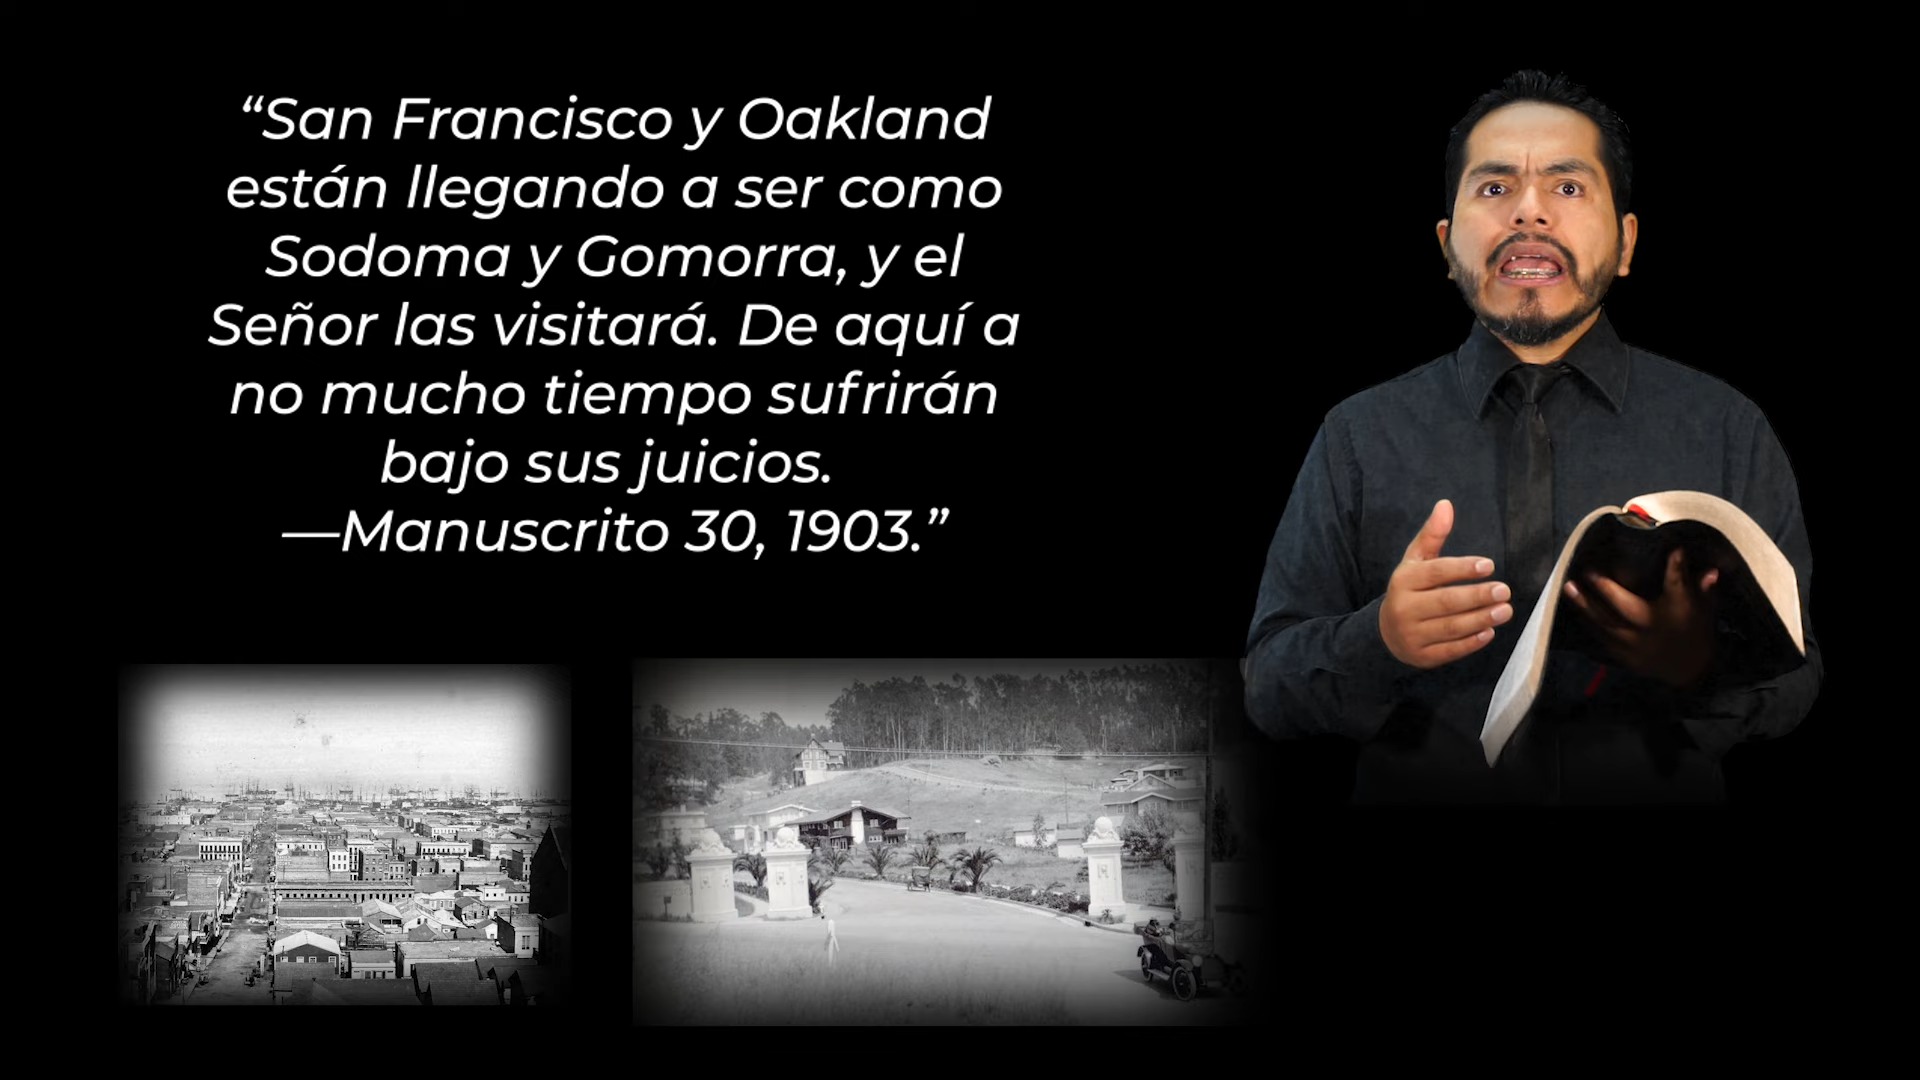 “San Francisco y Oakland
están llegando a ser como
Sodoma y Gomorra, y el
Señor las visitará. De aquí a
no mucho tiempo sufrirán
bajo sus juicios.
—Manuscrito 30, 1903.”